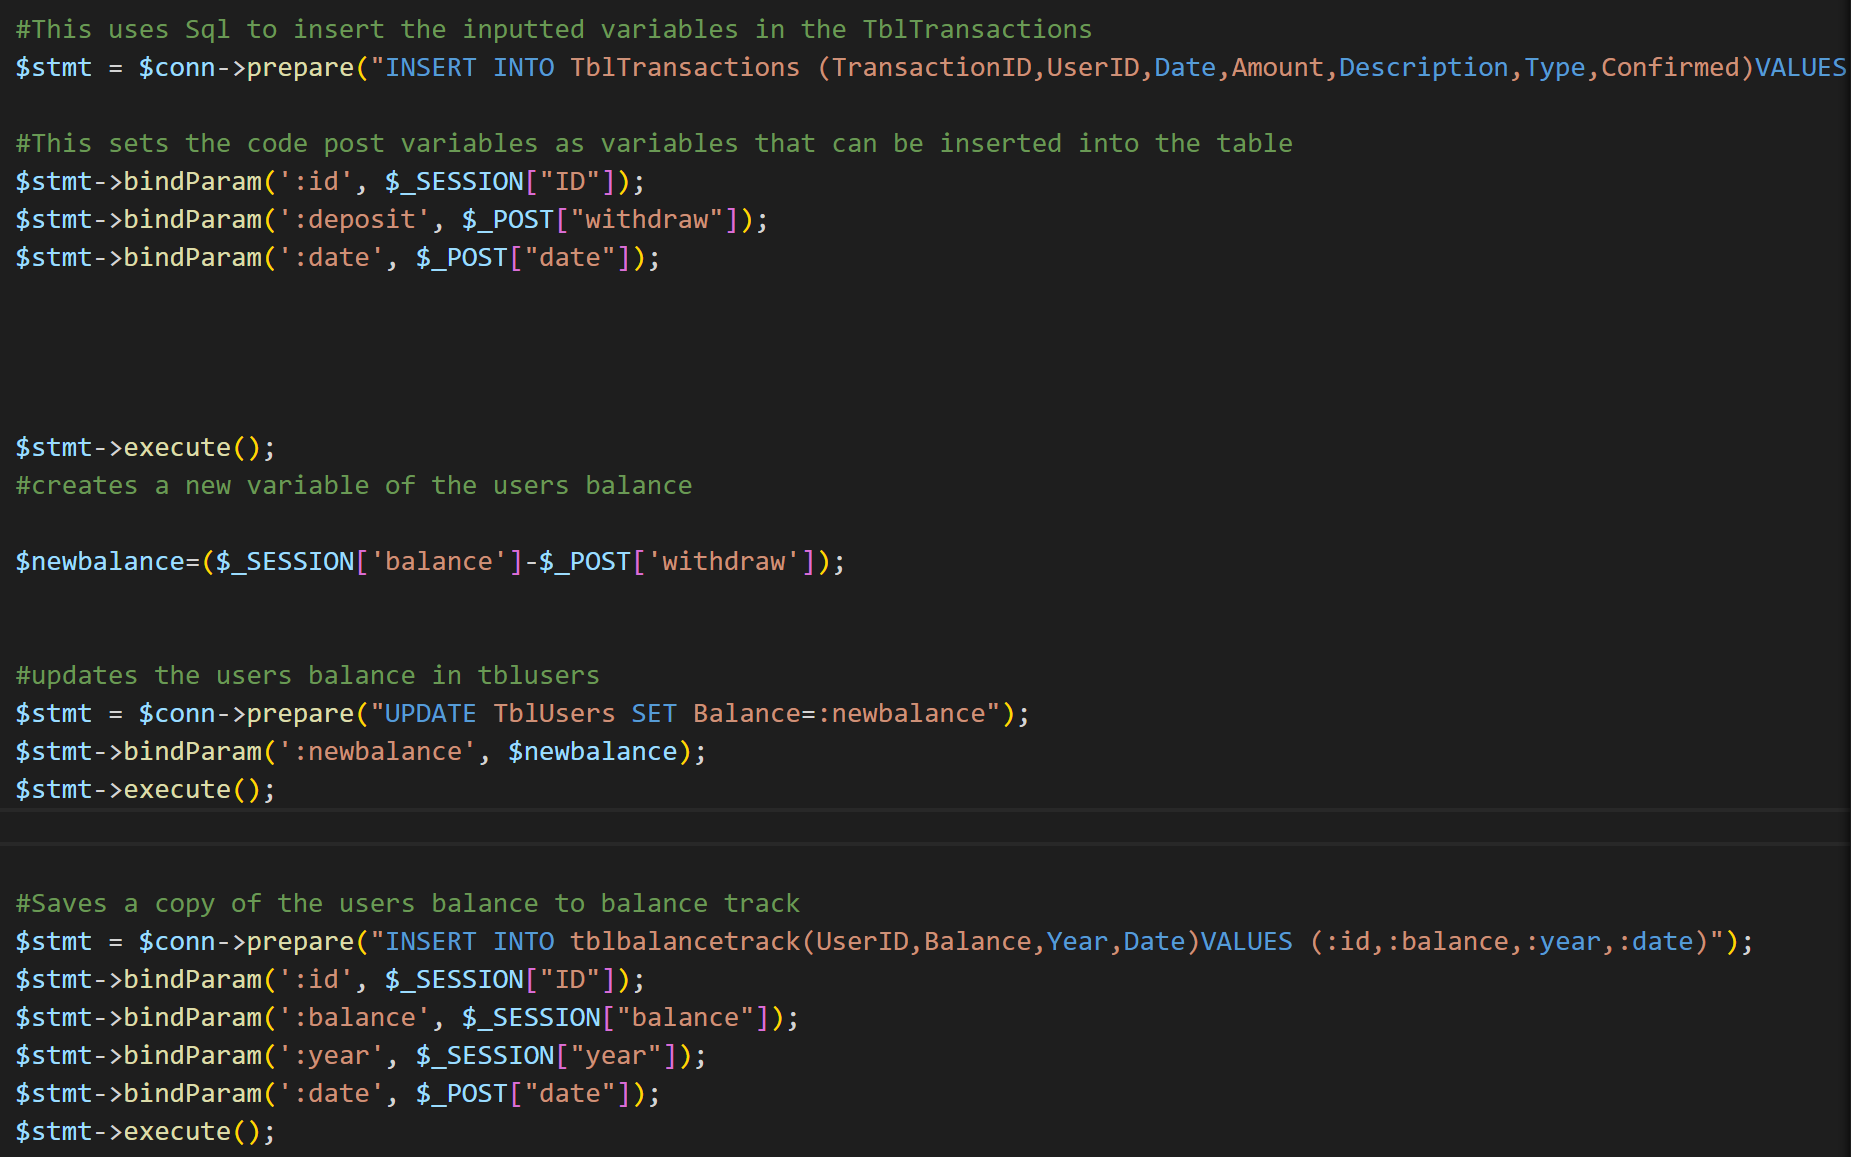 #This uses Sql to insert the inputted variables in the TblTransactions
$stmt = $conn->prepare("INSERT INTO TblTransactions (TransactionID,UserID,Date,Amount,Description,Type,Confirmed)VALUES
#This sets the code post variables as variables that can be inserted into the table
$stmt->bindParam(':id', $_SESSION["ID"]);
$stmt->bindParam(':deposit', $_POST["withdraw"]);
$stmt->bindParam(':date', $_POST["date"]);
$stmt->execute();
#creates a new variable of the users balance
$newbalance=($_SESSION['balance']-$_POST['withdraw']);
#updates the users balance in tblusers
$stmt = $conn->prepare("UPDATE TblUsers SET Balance=:newbalance");
$stmt->bindParam(':newbalance', $newbalance);
$stmt->execute();
#Saves a copy of the users balance to balance track
$stmt = $conn->prepare("INSERT INTO tblbalancetrack(UserID,Balance,Year,Date)VALUES (:id,:balance,:year,:date)");
$stmt->bindParam(':id', $_SESSION["ID"]);
$stmt->bindParam(':balance', $_SESSION["balance"]);
$stmt->bindParam(':year', $_SESSION["year"]);
$stmt->bindParam(':date', $_POST["date"]);
$stmt->execute();